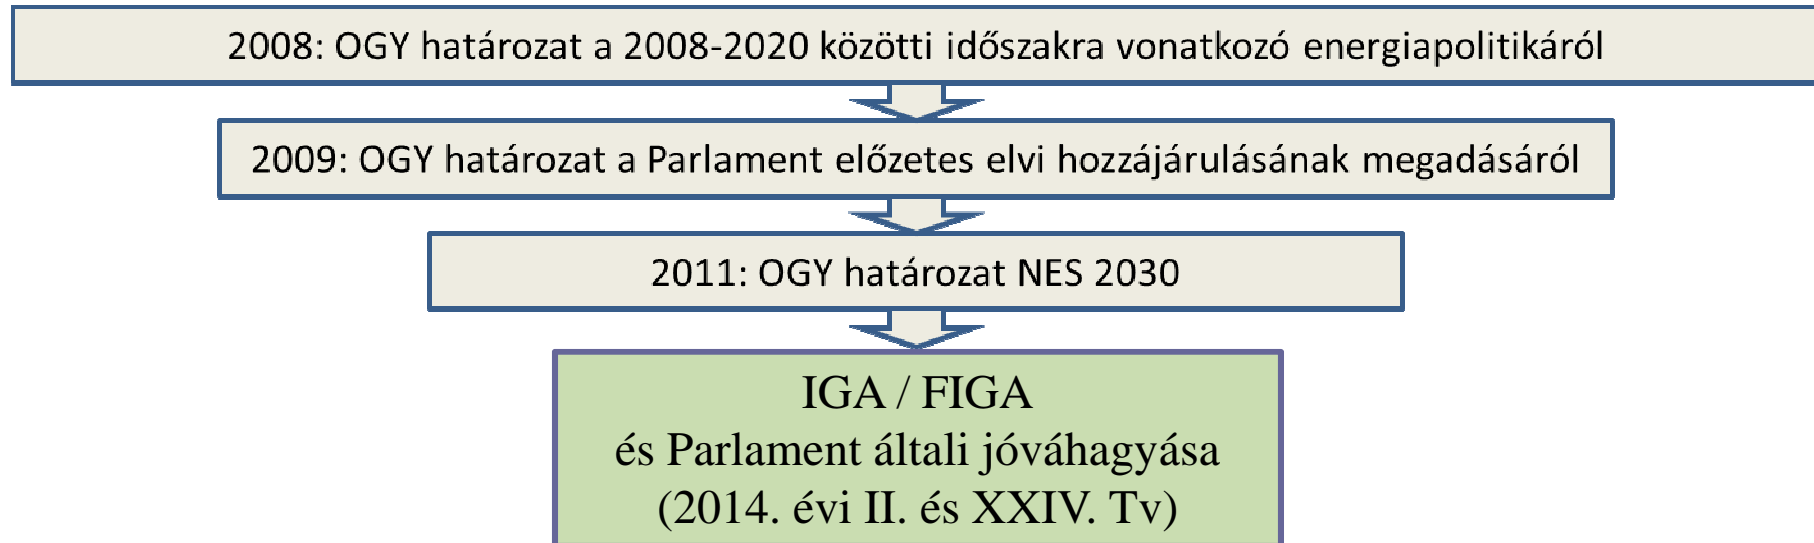 2008: OGY határozat a 2008-2020 közötti időszakra vonatkozó energiapolitikáról
2009: OGY határozat a Parlament előzetes elvi hozzájárulásának megadásáról
2011: OGY határozat NES 2030
IGA / FIGA
és Parlament általi jóváhagyása
(2014. évi II. és XXIV. Tv)